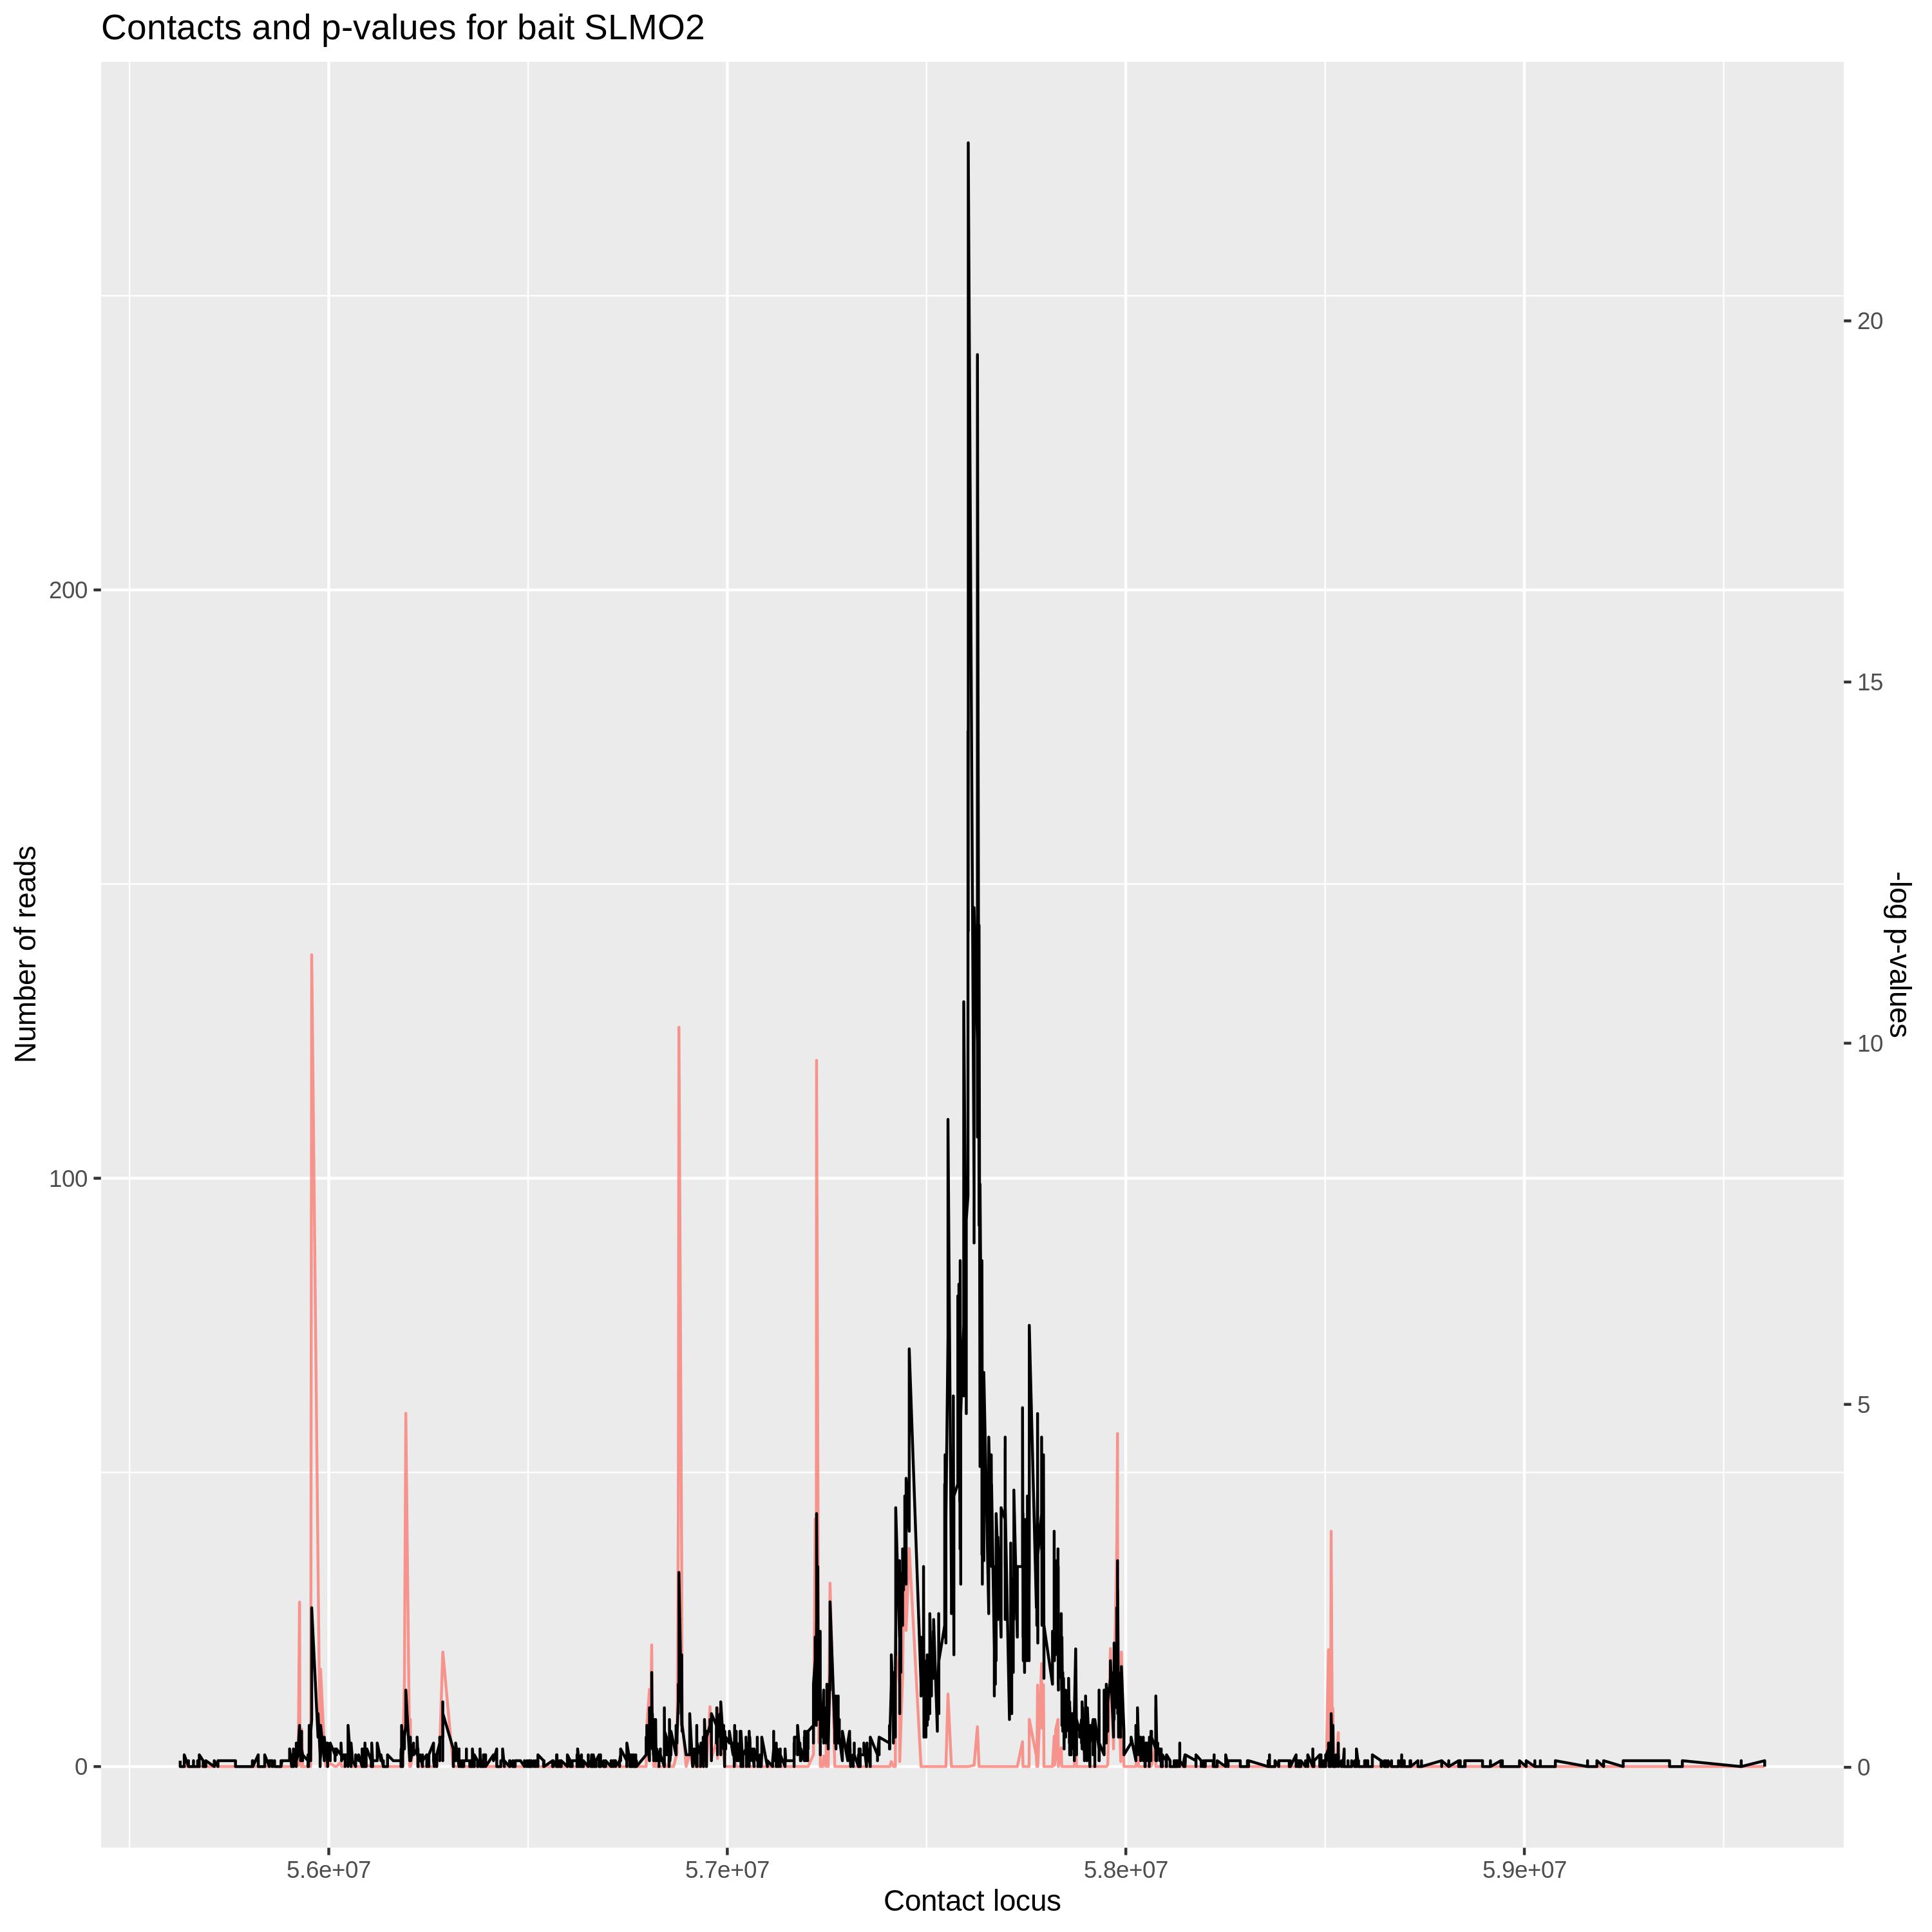 Contacts and p-values for bait SLMO2
Number of reads
200
100
0
20
15
10
5
0
-log p-values
5.6e+07 5.7e+07 5.8e+07 5.9e+07
Contact locus